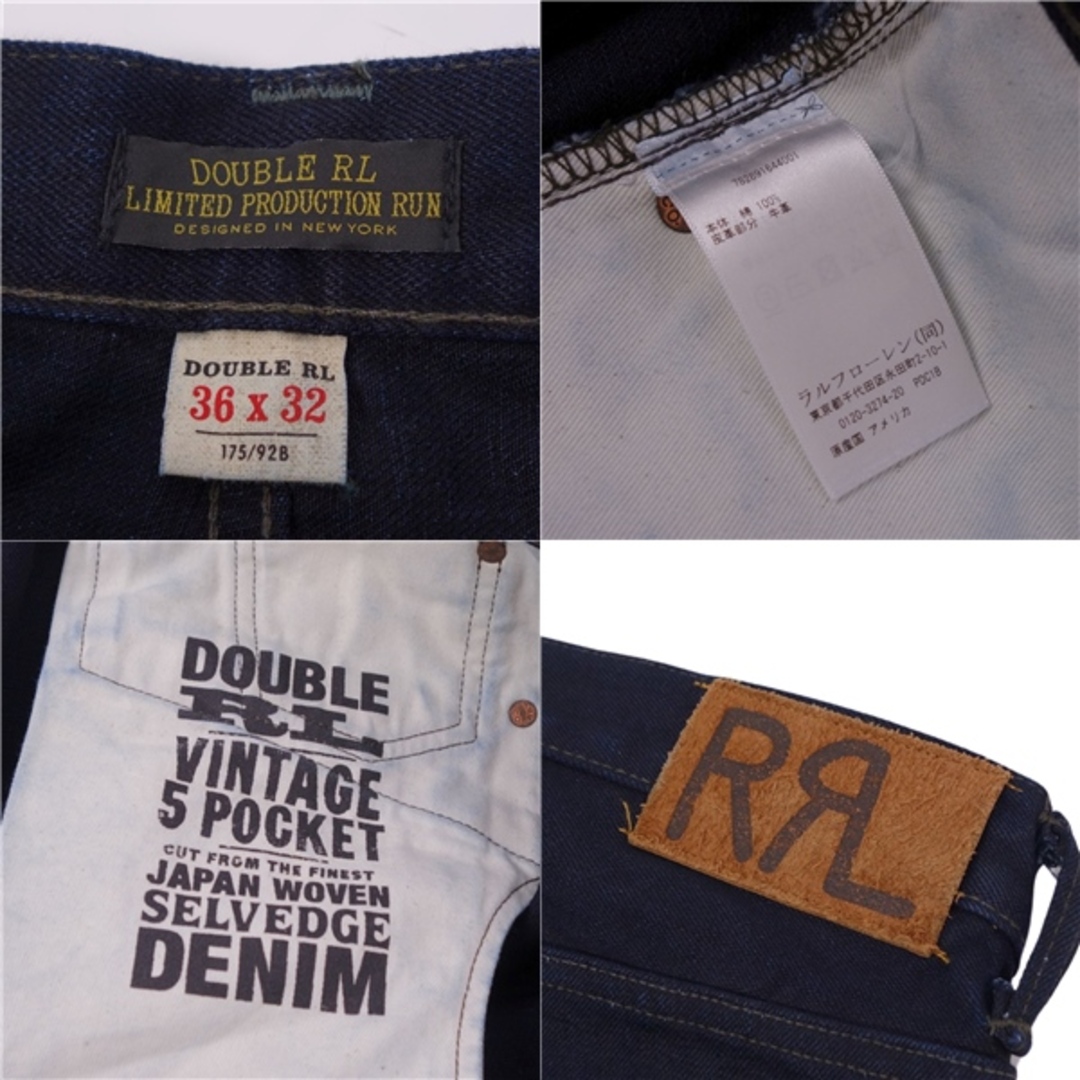 DOUBLE RL
LIMITED PRODUCTION RUN
DESIGNED IN NEW YORK
DOUBLE RL
36 x 32
175/92B
782691644001
本体 綿 100%
皮革部分 牛革
ラルフローレン(同)
東京都千代田区永田町2-10-1
0120-3274-20 PDC1B
原産国 アメリカ
DOUBLE
RL
VINTAGE
5 POCKET
CUT FROM THE FINEST
JAPAN WOVEN
SELVEDGE
DENIM
RRL